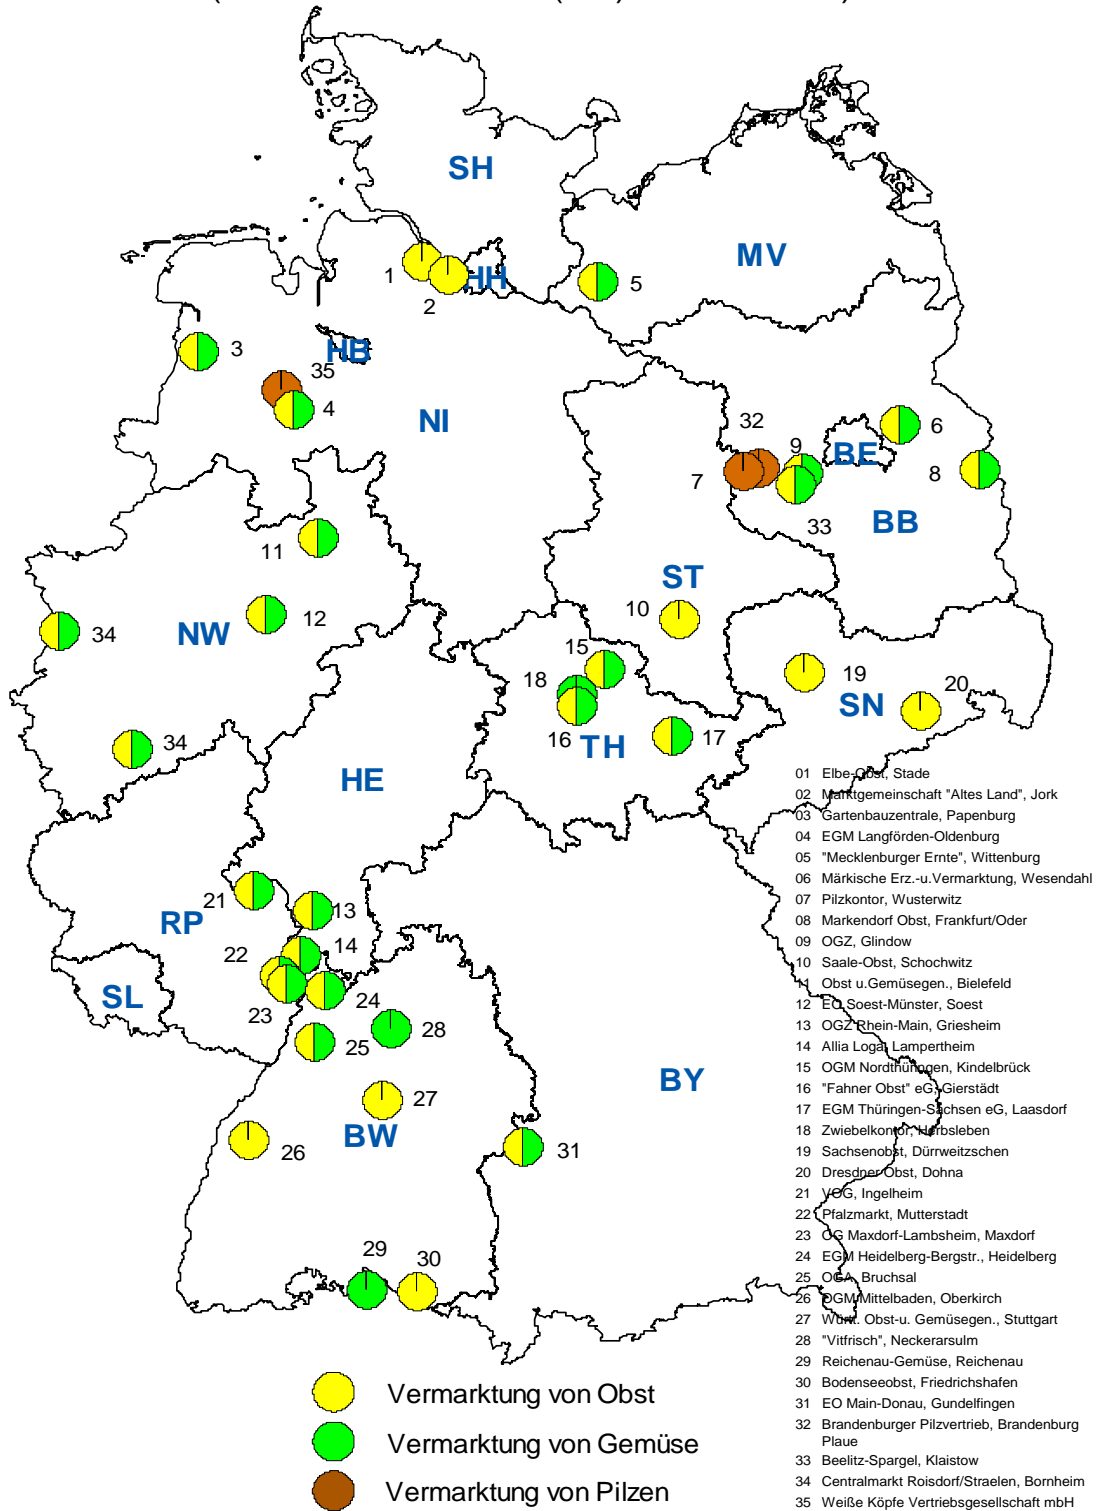 SH
MV
1
HH
2
5
3
HB
35
4
NI
32
9
BE
6
7
8
33
BB
11
ST
10
12
NW
34
15
19
20
18
SN
16
TH
17
34
HE
21
13
RP
14
22
SL
23
24
28
25
BY
27
BW
26
31
29
30
01 Elbe-Obst, Stade
02 Marktgemeinschaft "Altes Land", Jork
03 Gartenbauzentrale, Papenburg
04 EGM Langförden-Oldenburg
05 "Mecklenburger Ernte", Wittenburg
06 Märkische Erz.-u.Vermarktung, Wesendahl
07 Pilzkontor, Wusterwitz
08 Markendorf Obst, Frankfurt/Oder
09 OGZ, Glindow
10 Saale-Obst, Schochwitz
11 Obst u.Gemüsegen., Bielefeld
12 EO Soest-Münster, Soest
13 OGZ Rhein-Main, Griesheim
14 Allia Loga, Lampertheim
15 OGM Nordthüringen, Kindelbrück
16 "Fahner Obst" eG, Gierstädt
17 EGM Thüringen-Sachsen eG, Laasdorf
18 Zwiebelkontor, Herbsleben
19 Sachsenobst, Dürrweitzschen
20 Dresdner Obst, Dohna
21 VOG, Ingelheim
22 Pfalzmarkt, Mutterstadt
23 OG Maxdorf-Lambsheim, Maxdorf
24 EGM Heidelberg-Bergstr., Heidelberg
25 OGA, Bruchsal
26 OGM Mittelbaden, Oberkirch
27 Württ. Obst-u. Gemüsegen., Stuttgart
28 "Vitfrisch", Neckerarsulm
29 Reichenau-Gemüse, Reichenau
30 Bodenseeobst, Friedrichshafen
31 EO Main-Donau, Gundelfingen
32 Brandenburger Pilzvertrieb, Brandenburg
Plaue
33 Beelitz-Spargel, Klaistow
34 Centralmarkt Roisdorf/Straelen, Bornheim
35 Weiße Köpfe Vertriebsgesellschaft mbH
Vermarktung von Obst
Vermarktung von Gemüse
Vermarktung von Pilzen